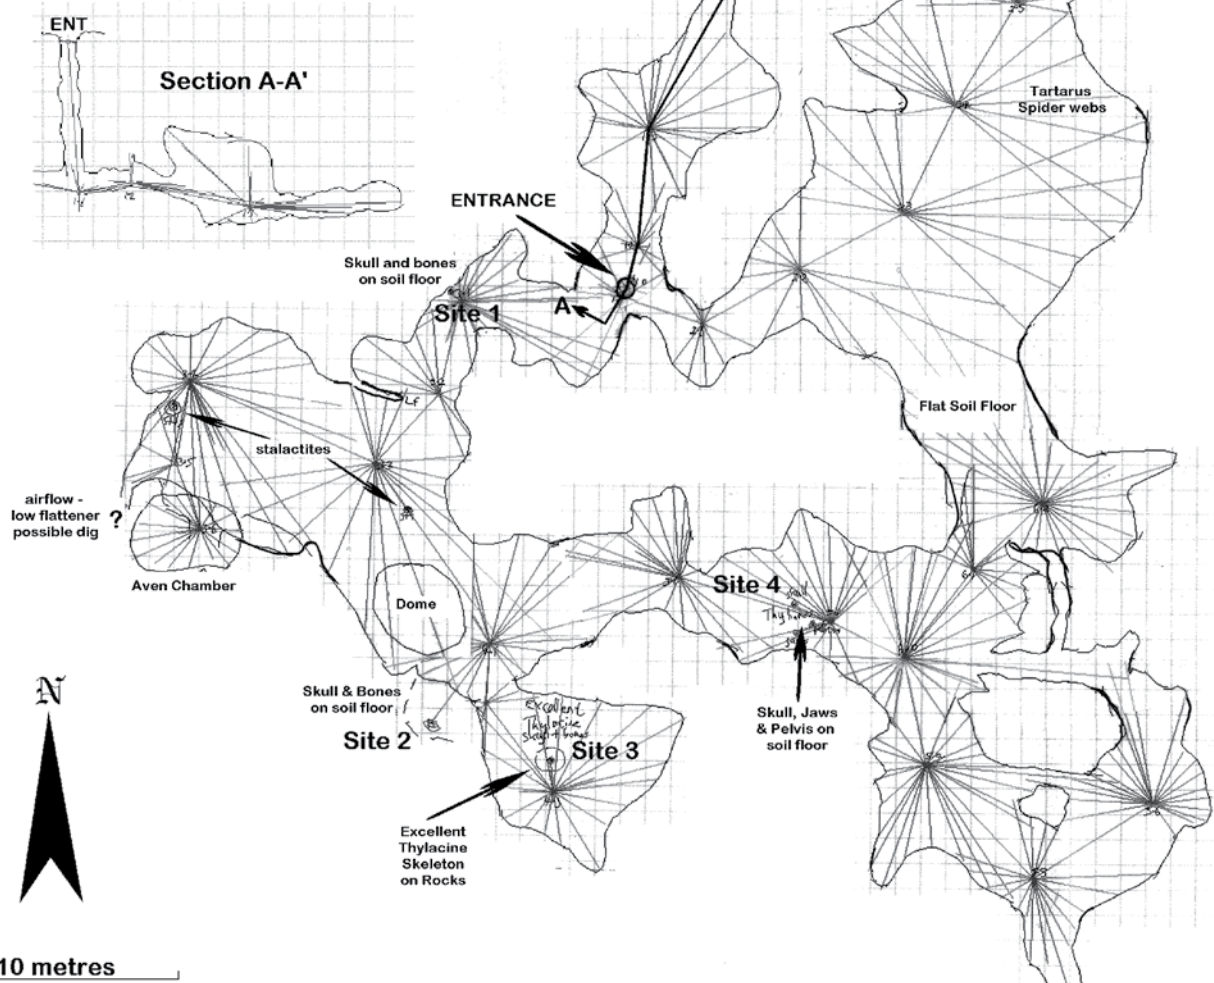 ENT
Section A-A'
Tartarus
Spider webs
ENTRANCE
Skull and bones
on soil floor
Site 1
A
Flat Soil Floor
stalactites
airflow -
low flattener
possible dig
?
Aven Chamber
Dome
Site 4
Skull & Bones
on soil floor
Site 2
Excellent
Thylacine
Site 3
Skull, Jaws
& Pelvis on
soil floor
Excellent
Thylacine
Skeleton
on Rocks
N
10 metres